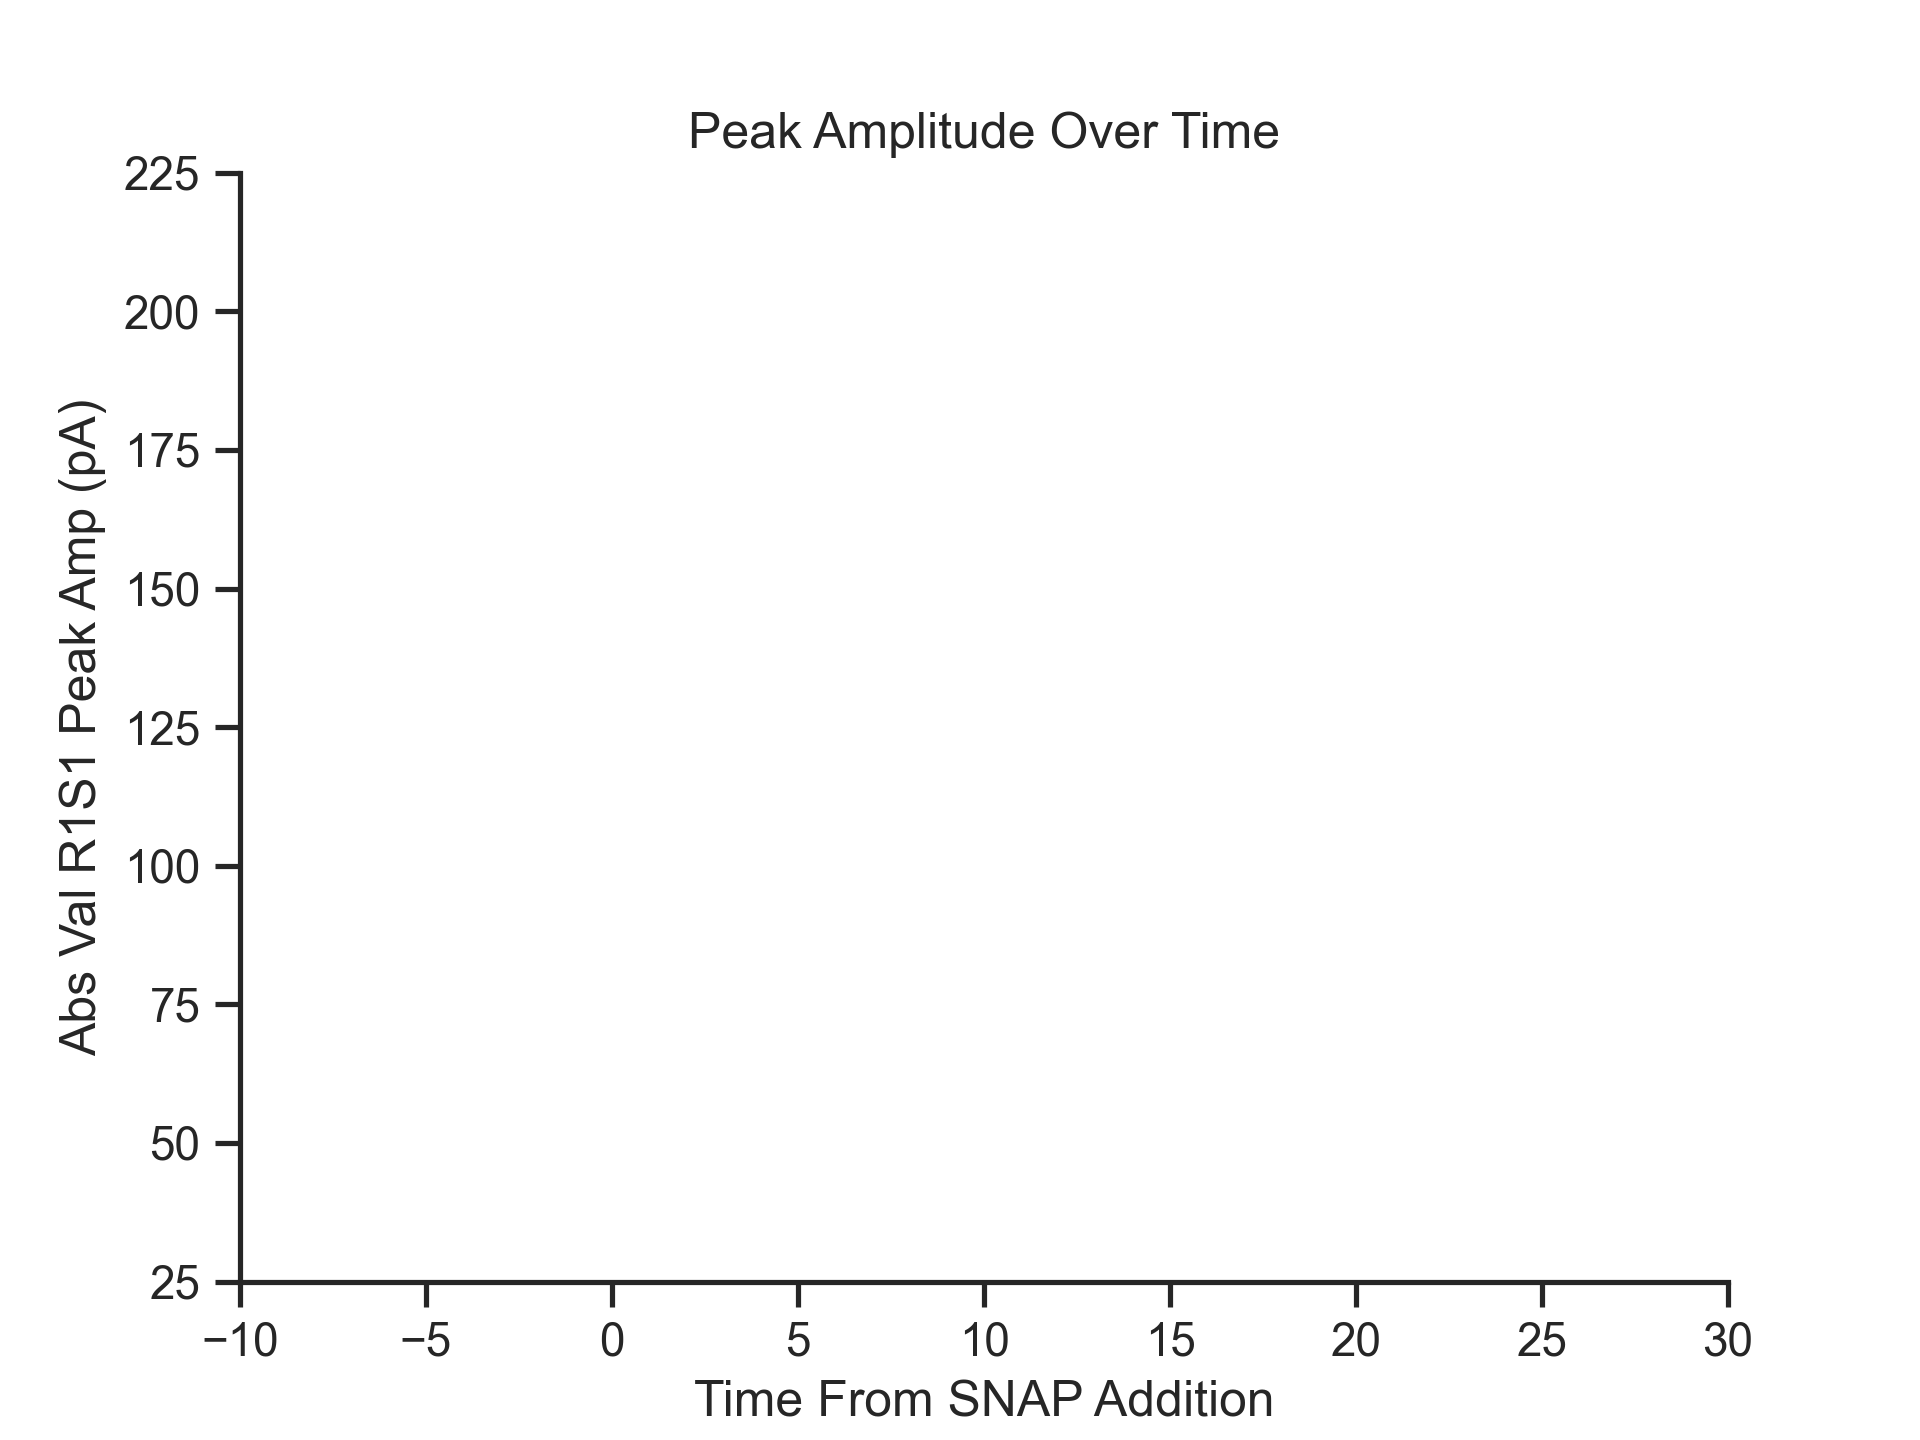 Peak Amplitude Over Time
225
200
175
150
125
100
75
50
25
Abs Val R1S1 Peak Amp (pA)
−10 −5 0 5 10 15 20 25 30
Time From SNAP Addition